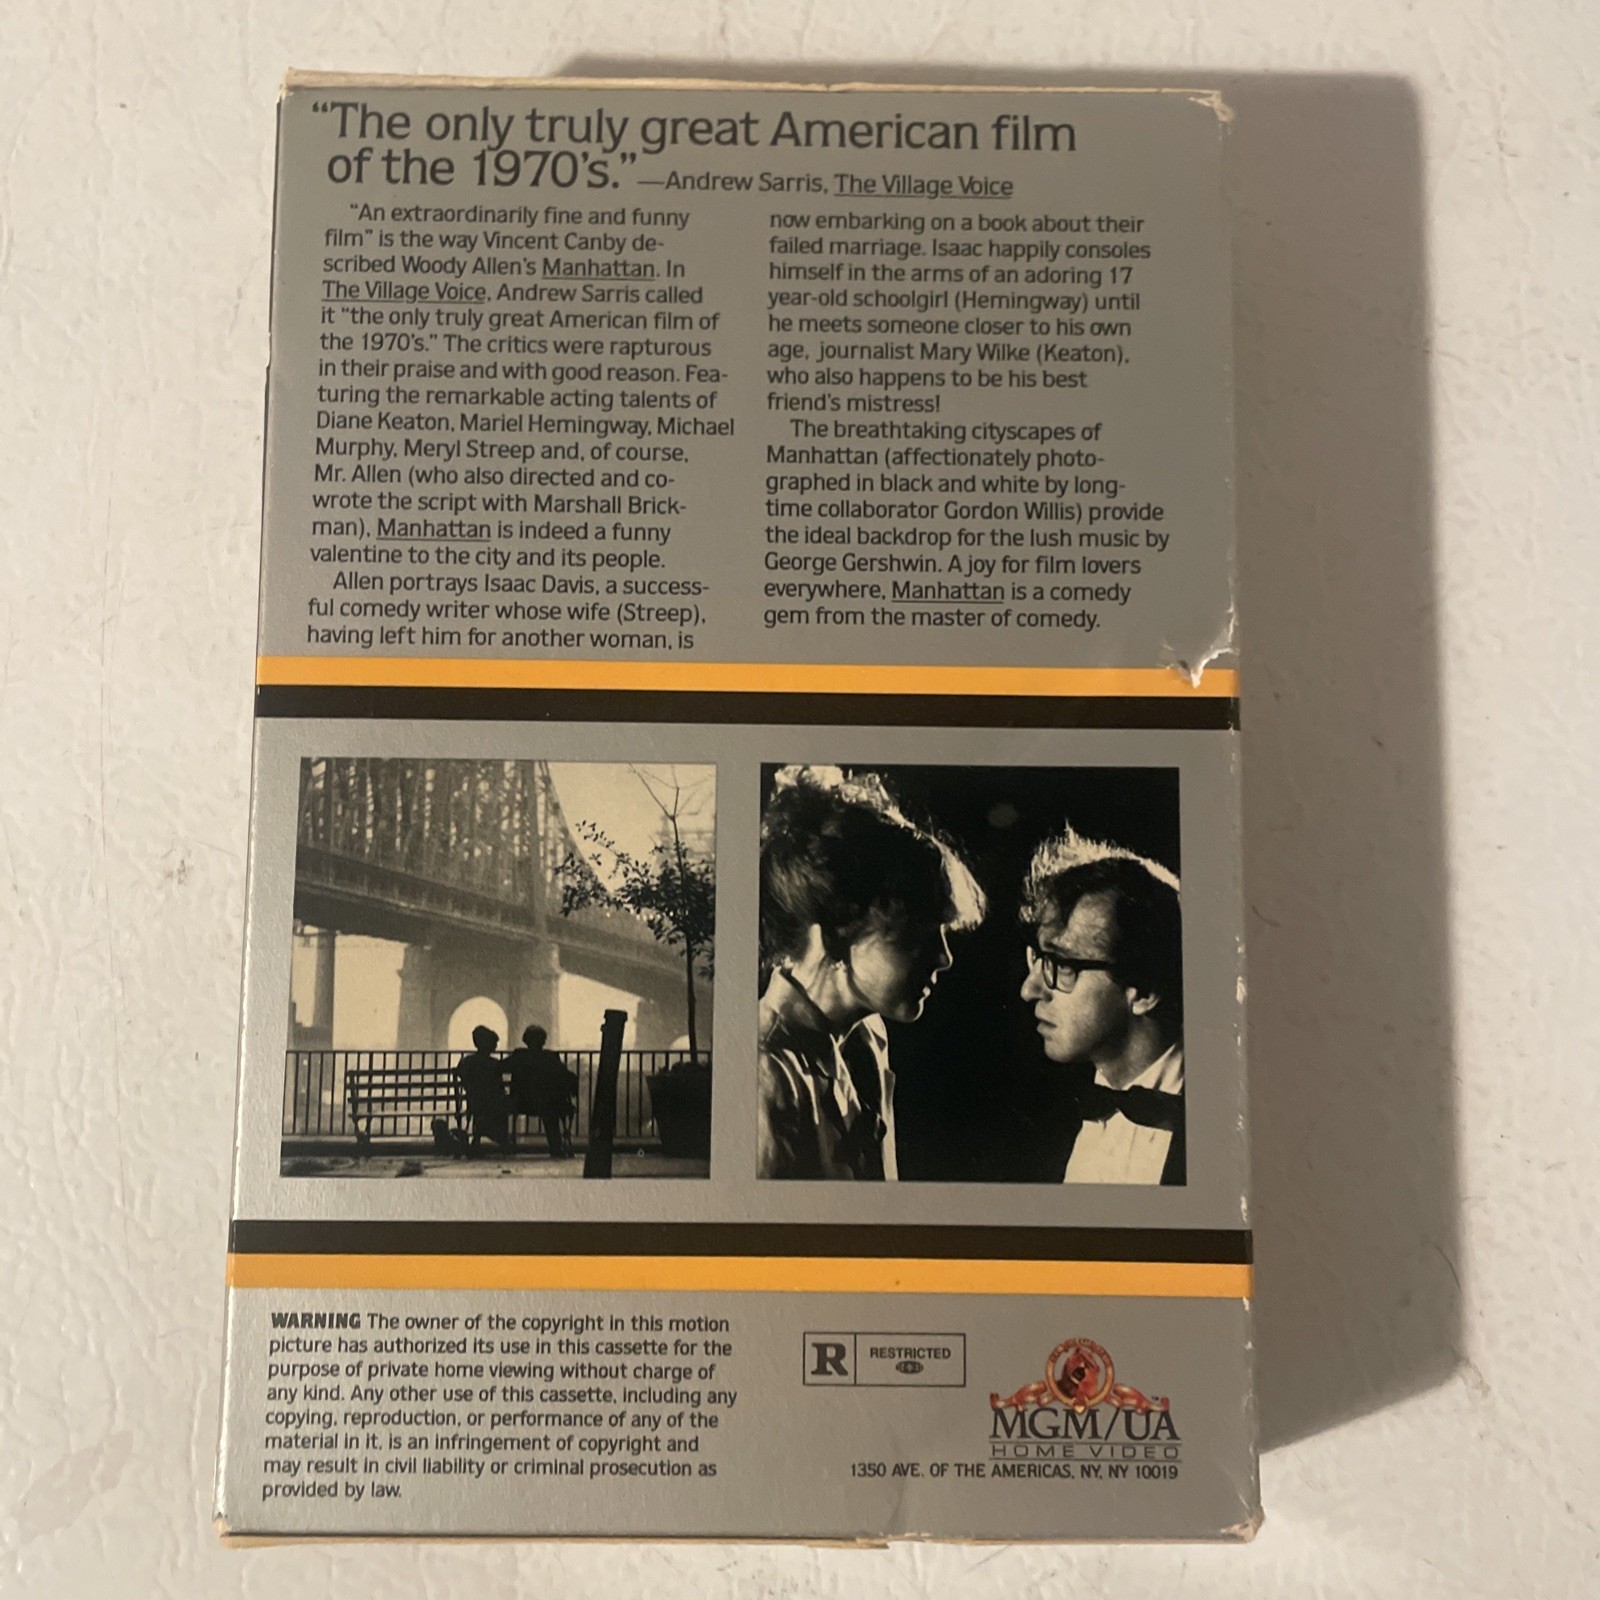 “The only truly great American film
of the 1970's.” —Andrew Sarris, The Village Voice
“An extraordinarily fine and funny
film” is the way Vincent Canby de-
scribed Woody Allen's Manhattan. In
The Village Voice, Andrew Sarris called
it “the only truly great American film of
the 1970's.” The critics were rapturous
in their praise and with good reason. Fea-
turing the remarkable acting talents of
Diane Keaton, Mariel Hemingway, Michael
Murphy, Meryl Streep and, of course,
Mr. Allen (who also directed and co-
wrote the script with Marshall Brick-
man), Manhattan is indeed a funny
valentine to the city and its people.
Allen portrays Isaac Davis, a success-
ful comedy writer whose wife (Streep),
having left him for another woman, is
now embarking on a book about their
failed marriage. Isaac happily consoles
himself in the arms of an adoring 17
year-old schoolgirl (Hemingway) until
he meets someone closer to his own
age, journalist Mary Wilke (Keaton),
who also happens to be his best
friend's mistress!
The breathtaking cityscapes of
Manhattan (affectionately photo-
graphed in black and white by long-
time collaborator Gordon Willis) provide
the ideal backdrop for the lush music by
George Gershwin. A joy for film lovers
everywhere, Manhattan is a comedy
gem from the master of comedy.
WARNING The owner of the copyright in this motion
picture has authorized its use in this cassette for the
purpose of private home viewing without charge of
any kind. Any other use of this cassette, including any
copying, reproduction, or performance of any of the
material in it, is an infringement of copyright and
may result in civil liability or criminal prosecution as
provided by law.
R RESTRICTED
MGM/UA
HOME VIDEO
1350 AVE. OF THE AMERICAS, NY, NY 10019